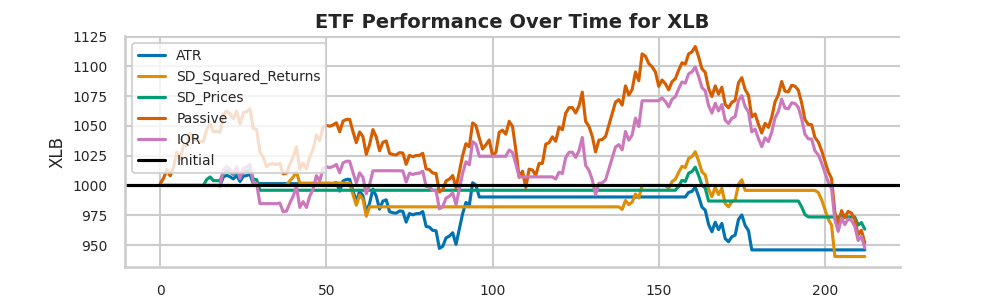 ETF Performance Over Time for XLB
XLB
1125
1100
1075
1050
1025
1000
975
950
ATR
SD_Squared_Returns
SD_Prices
Passive
IQR
Initial
0 50 100 150 200